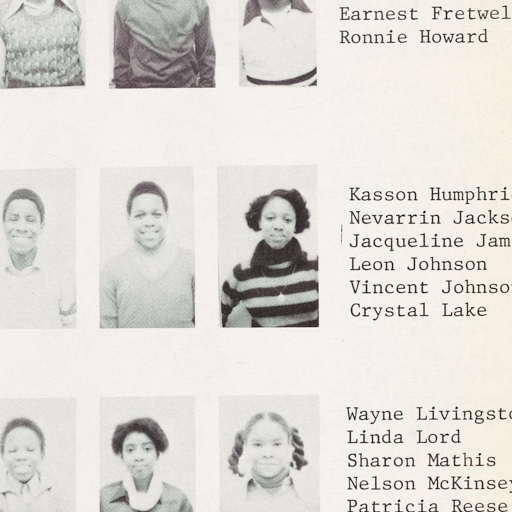 Earnest Fretwel
Ronnie Howard
Kasson Humphri
Nevarrin Jacks
Jacqueline Jam
Leon Johnson
Vincent Johnso
Crystal Lake
Wayne Livingsto
Linda Lord
Sharon Mathis
Nelson McKinsey
Patricia Reese